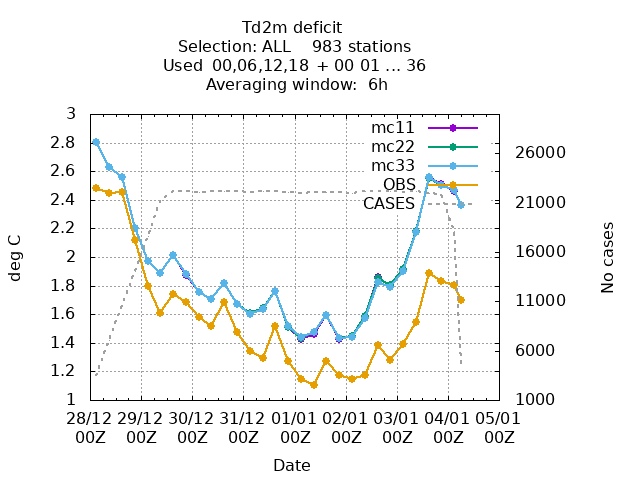 Td2m deficit
Selection: ALL 983 stations
Used 00,06,12,18 + 00 01 ... 36
Averaging window: 6h
3
2.8
2.6
2.4
2.2
2
1.8
1.6
1.4
1.2
1
deg C
mc11
mc22
mc33
OBS
CASES
26000
21000
16000
11000
6000
1000
No cases
28/12 29/12 30/12 31/12 01/01 02/01 03/01 04/01 05/01
00Z 00Z 00Z 00Z 00Z 00Z 00Z 00Z 00Z
Date